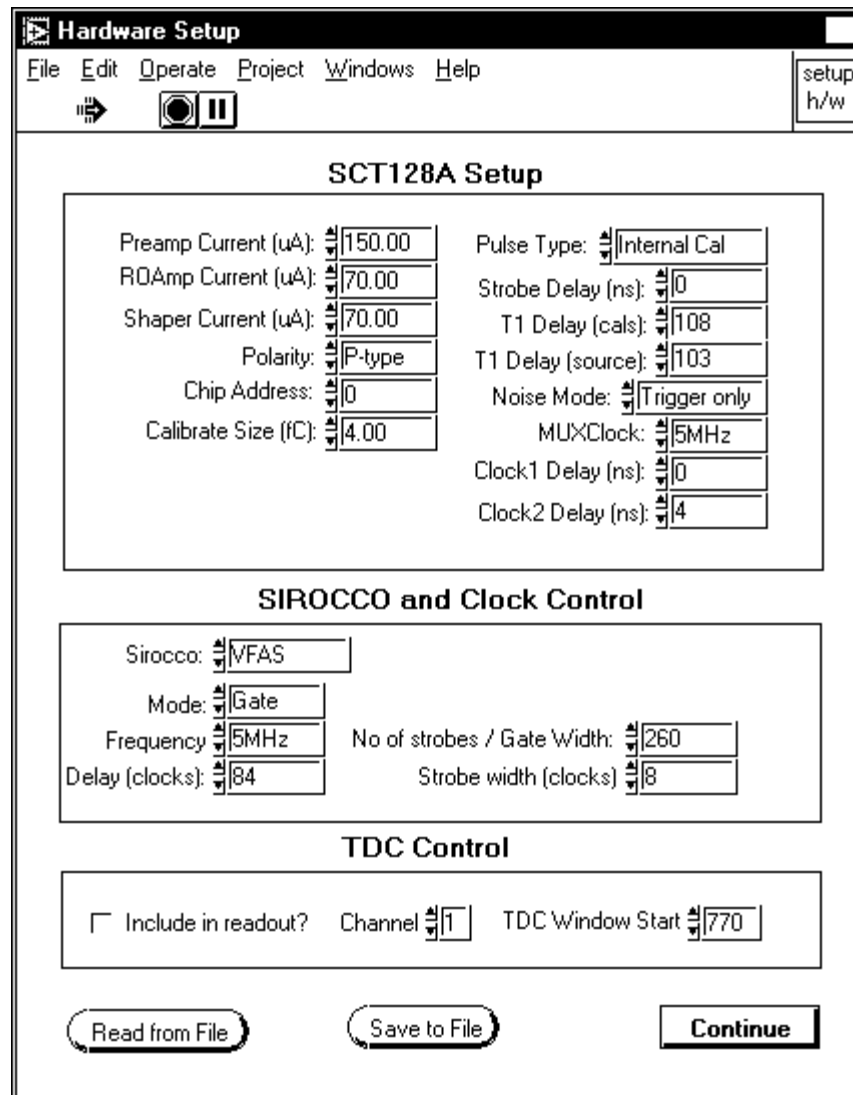 Hardware Setup
File Edit Operate Project Windows Help
setup
h/w
SCT128A Setup
Preamp Current (uA): 150.00
ROAmp Current (uA): 70.00
Shaper Current (uA): 70.00
Polarity: P-type
Chip Address: 0
Calibrate Size (fC): 4.00
Pulse Type: Internal Cal
Strobe Delay (ns): 0
T1 Delay (cals): 108
T1 Delay (source): 103
Noise Mode: Trigger only
MUXClock: 5MHz
Clock1 Delay (ns): 0
Clock2 Delay (ns): 4
SIROCCO and Clock Control
Sirocco: VFAS
Mode: Gate
Frequency 5MHz No of strobes / Gate Width: 260
Delay (clocks): 84 Strobe width (clocks) 8
TDC Control
Include in readout? Channel 1 TDC Window Start 770
Read from File Save to File Continue